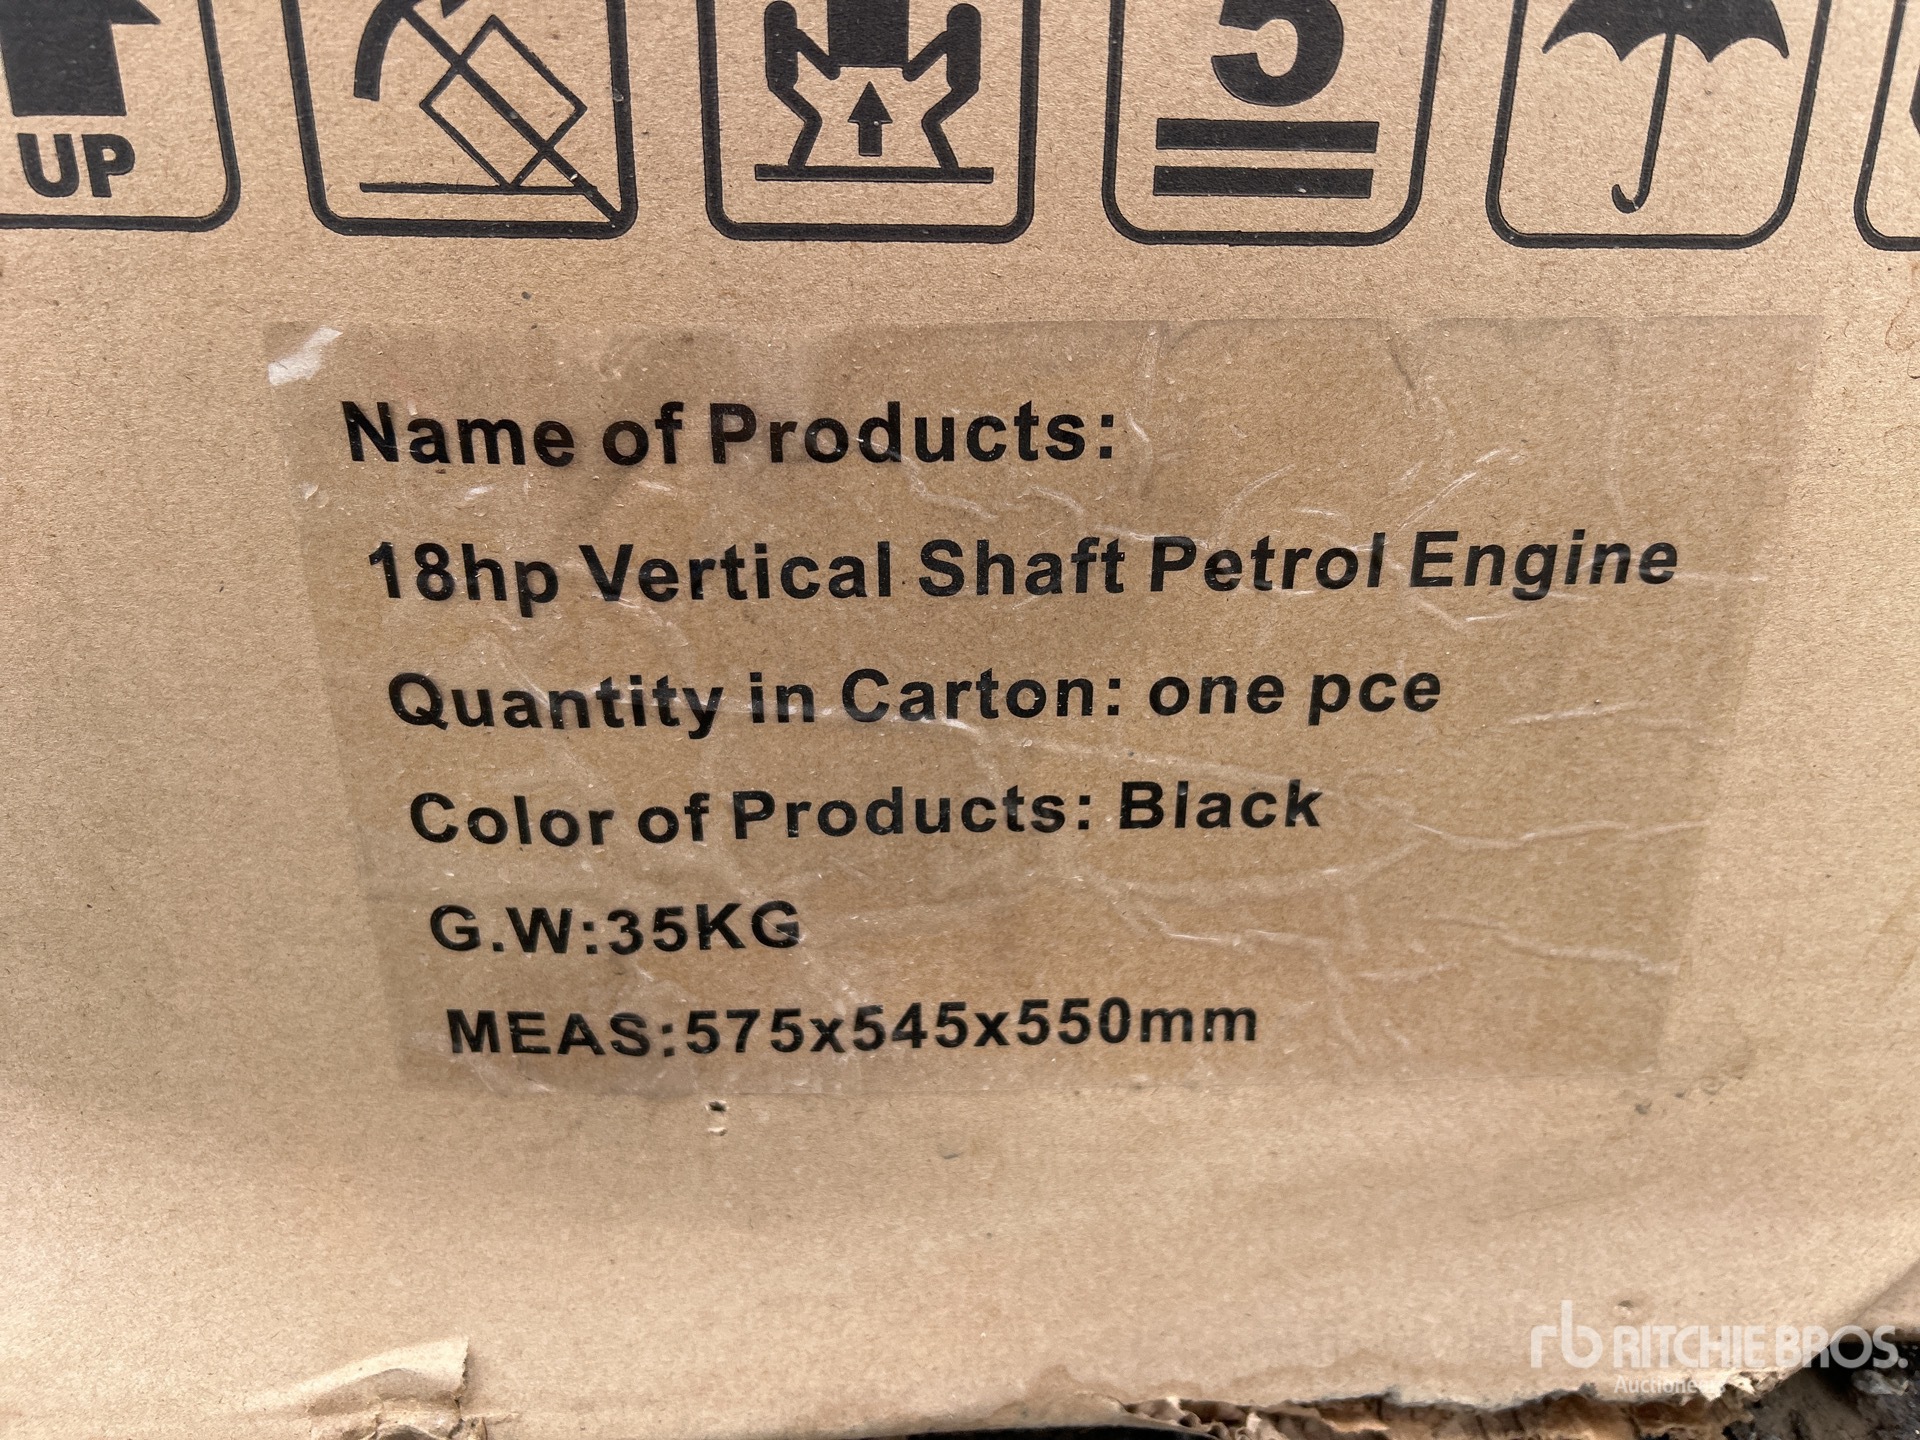 UP
5
Name of Products:
18hp Vertical Shaft Petrol Engine
Quantity in Carton: one pce
Color of Products: Black
G.W:35KG
MEAS:575x545x550mm
rb RITCHIE BROS.